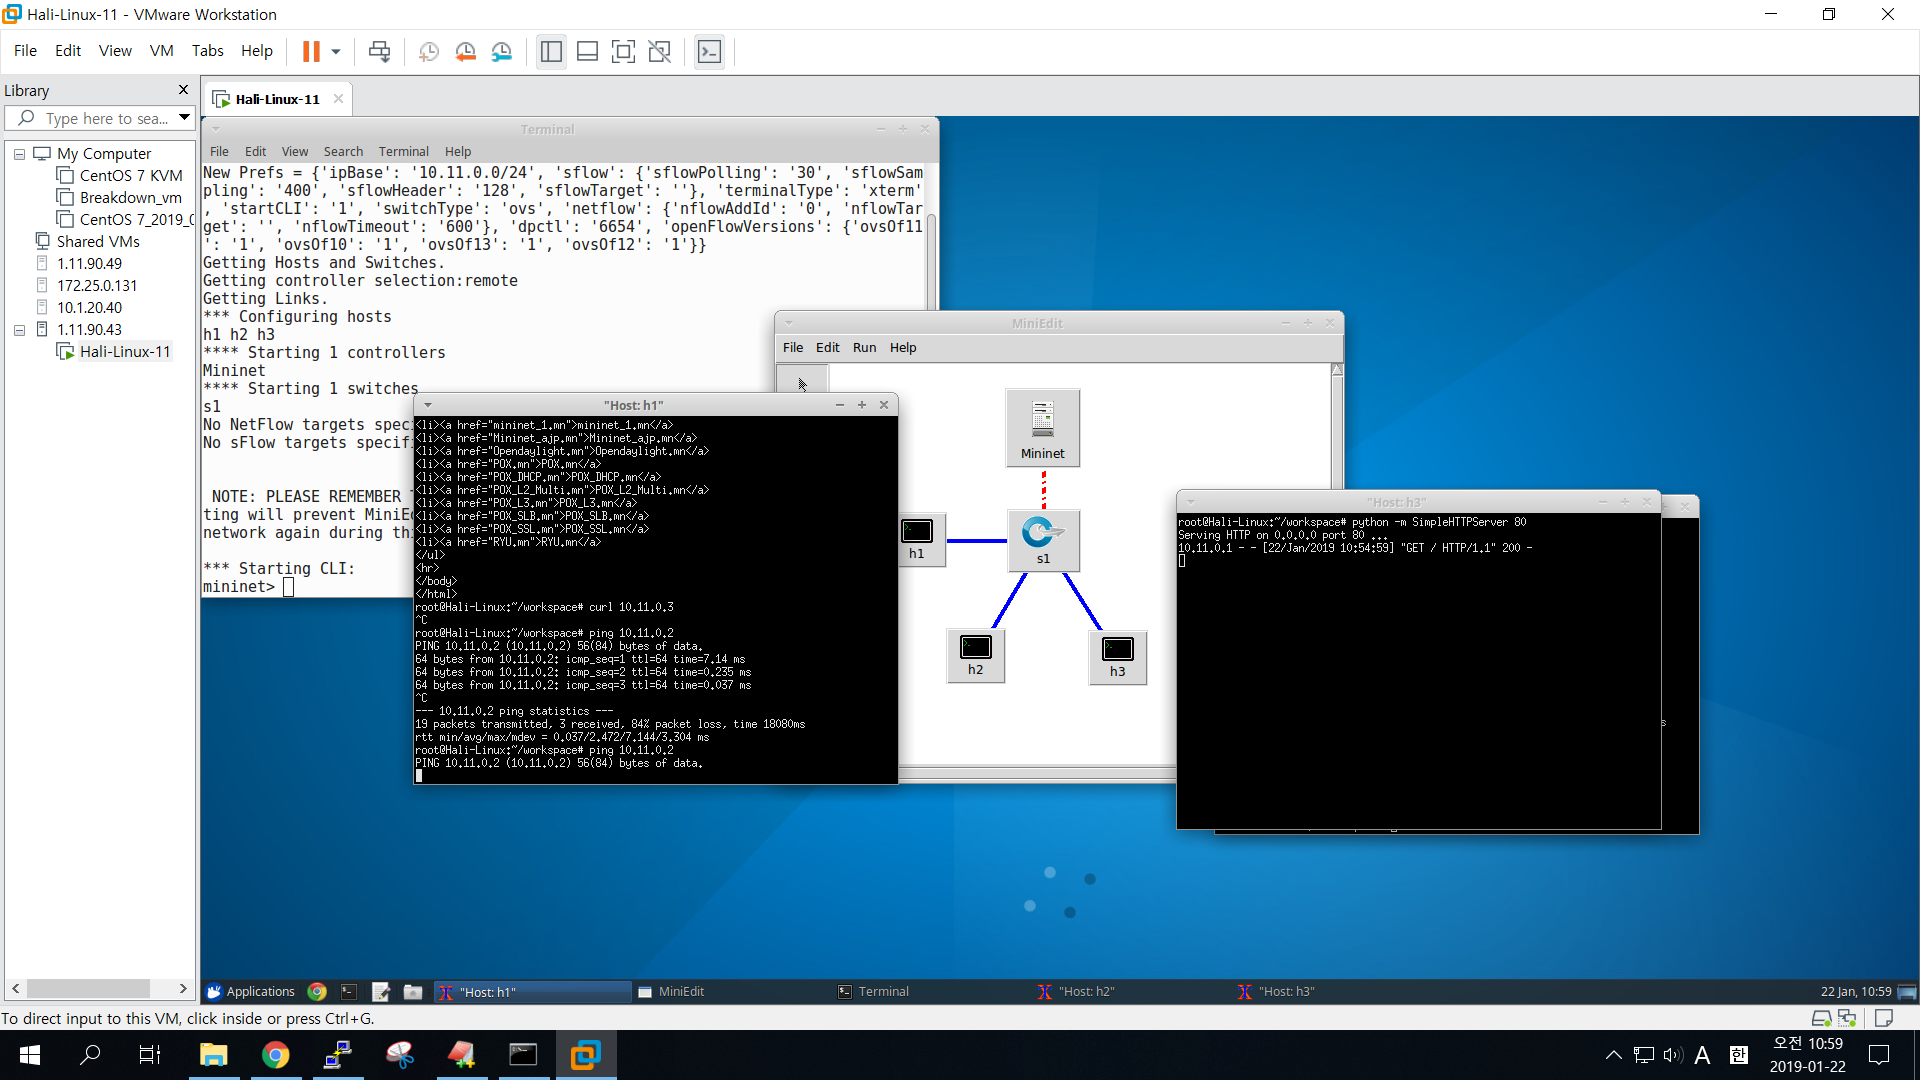 Hali-Linux-11 - VMware Workstation
File Edit View VM Tabs Help
Library
Type here to sea...
My Computer
CentOS 7 KVM
Breakdown_vm
CentOS 7_2019_0
Shared VMs
1.11.90.49
172.25.0.131
10.1.20.40
1.11.90.43
Hali-Linux-11
Hali-Linux-11
Terminal
File Edit View Search Terminal Help
New Prefs = {'ipBase': '10.11.0.0/24', 'sflow': {'sflowPolling': '30', 'sflowSam
pling': '400', 'sflowHeader': '128', 'sflowTarget': ''}, 'terminalType': 'xterm'
, 'startCLI': '1', 'switchType': 'ovs', 'netflow': {'nflowAddId': '0', 'nflowTar
get': '', 'nflowTimeout': '600'}, 'dpctl': '6654', 'openFlowVersions': {'ovsOf11
': '1', 'ovsOf10': '1', 'ovsOf13': '1', 'ovsOf12': '1'}}
Getting Hosts and Switches.
Getting controller selection:remote
Getting Links.
*** Configuring hosts
h1 h2 h3
**** Starting 1 controllers
Mininet
**** Starting 1 switches
s1
No NetFlow targets speci
No sFlow targets specif
NOTE: PLEASE REMEMBER
ting will prevent MiniE
network again during th
*** Starting CLI:
mininet>
MiniEdit
File Edit Run Help
Mininet
h1
s1
h2
h3
"Host: h1"
<li><a href="mininet_1.mn">mininet_1.mn</a>
<li><a href="Mininet_ajp.mn">Mininet_ajp.mn</a>
<li><a href="Opendaylight.mn">Opendaylight.mn</a>
<li><a href="POX.mn">POX.mn</a>
<li><a href="POX_DHCP.mn">POX_DHCP.mn</a>
<li><a href="POX_L2_Multi.mn">POX_L2_Multi.mn</a>
<li><a href="POX_L3.mn">POX_L3.mn</a>
<li><a href="POX_SLB.mn">POX_SLB.mn</a>
<li><a href="POX_SSL.mn">POX_SSL.mn</a>
<li><a href="RYU.mn">RYU.mn</a>
</ul>
<hr>
</body>
</html>
root@Hali-Linux:~/workspace# curl 10.11.0.3
^C
root@Hali-Linux:~/workspace# ping 10.11.0.2
PING 10.11.0.2 (10.11.0.2) 56(84) bytes of data.
64 bytes from 10.11.0.2: icmp_seq=1 ttl=64 time=7.14 ms
64 bytes from 10.11.0.2: icmp_seq=2 ttl=64 time=0.235 ms
64 bytes from 10.11.0.2: icmp_seq=3 ttl=64 time=0.037 ms
^C
--- 10.11.0.2 ping statistics ---
19 packets transmitted, 3 received, 84% packet loss, time 18080ms
rtt min/avg/max/mdev = 0.037/2.472/7.144/3.304 ms
root@Hali-Linux:~/workspace# ping 10.11.0.2
PING 10.11.0.2 (10.11.0.2) 56(84) bytes of data.
"Host: h3"
root@Hali-Linux:~/workspace# python -m SimpleHTTPServer 80
Serving HTTP on 0.0.0.0 port 80 ...
10.11.0.1 - - [22/Jan/2019 10:54:59] "GET / HTTP/1.1" 200 -
s
Applications "Host: h1" MiniEdit Terminal "Host: h2" "Host: h3" 22 Jan, 10:59
To direct input to this VM, click inside or press Ctrl+G.
A 한 오전 10:59
2019-01-22